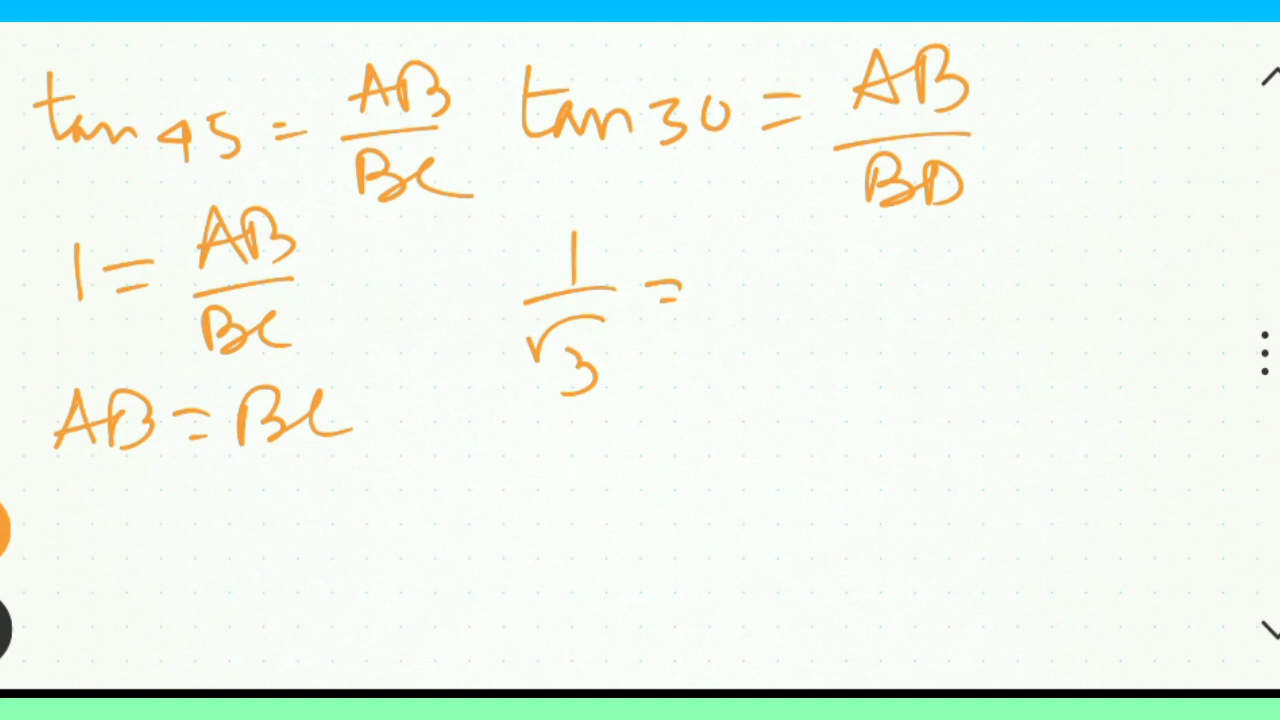 tan 45 = AB/BC
1 = AB/BC
AB = BC
tan 30 = AB/BD
1/√3 =